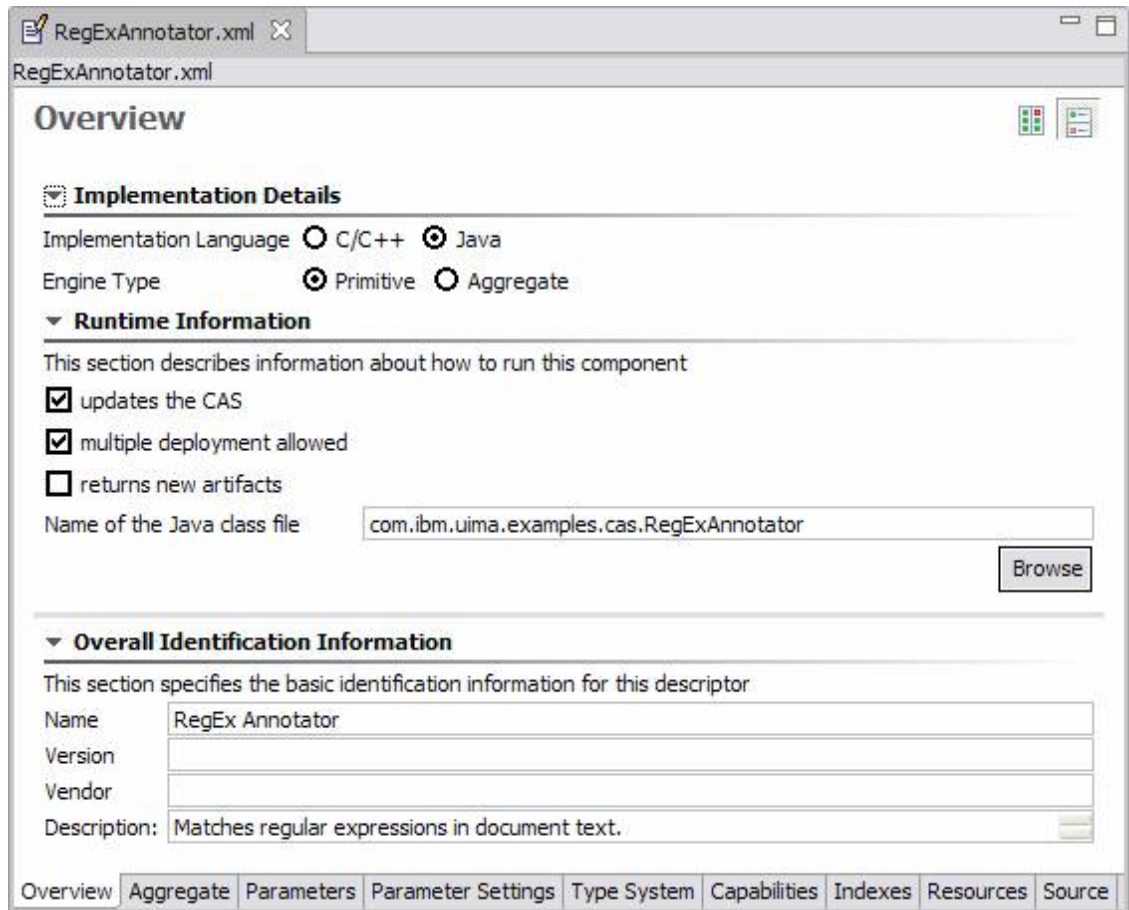 RegExAnnotator.xml
RegExAnnotator.xml
Overview
Implementation Details
Implementation Language C/C++ Java
Engine Type Primitive Aggregate
Runtime Information
This section describes information about how to run this component
updates the CAS
multiple deployment allowed
returns new artifacts
Name of the Java class file com.ibm.uima.examples.cas.RegExAnnotator
Browse
Overall Identification Information
This section specifies the basic identification information for this descriptor
Name RegEx Annotator
Version
Vendor
Description: Matches regular expressions in document text.
Overview Aggregate Parameters Parameter Settings Type System Capabilities Indexes Resources Source